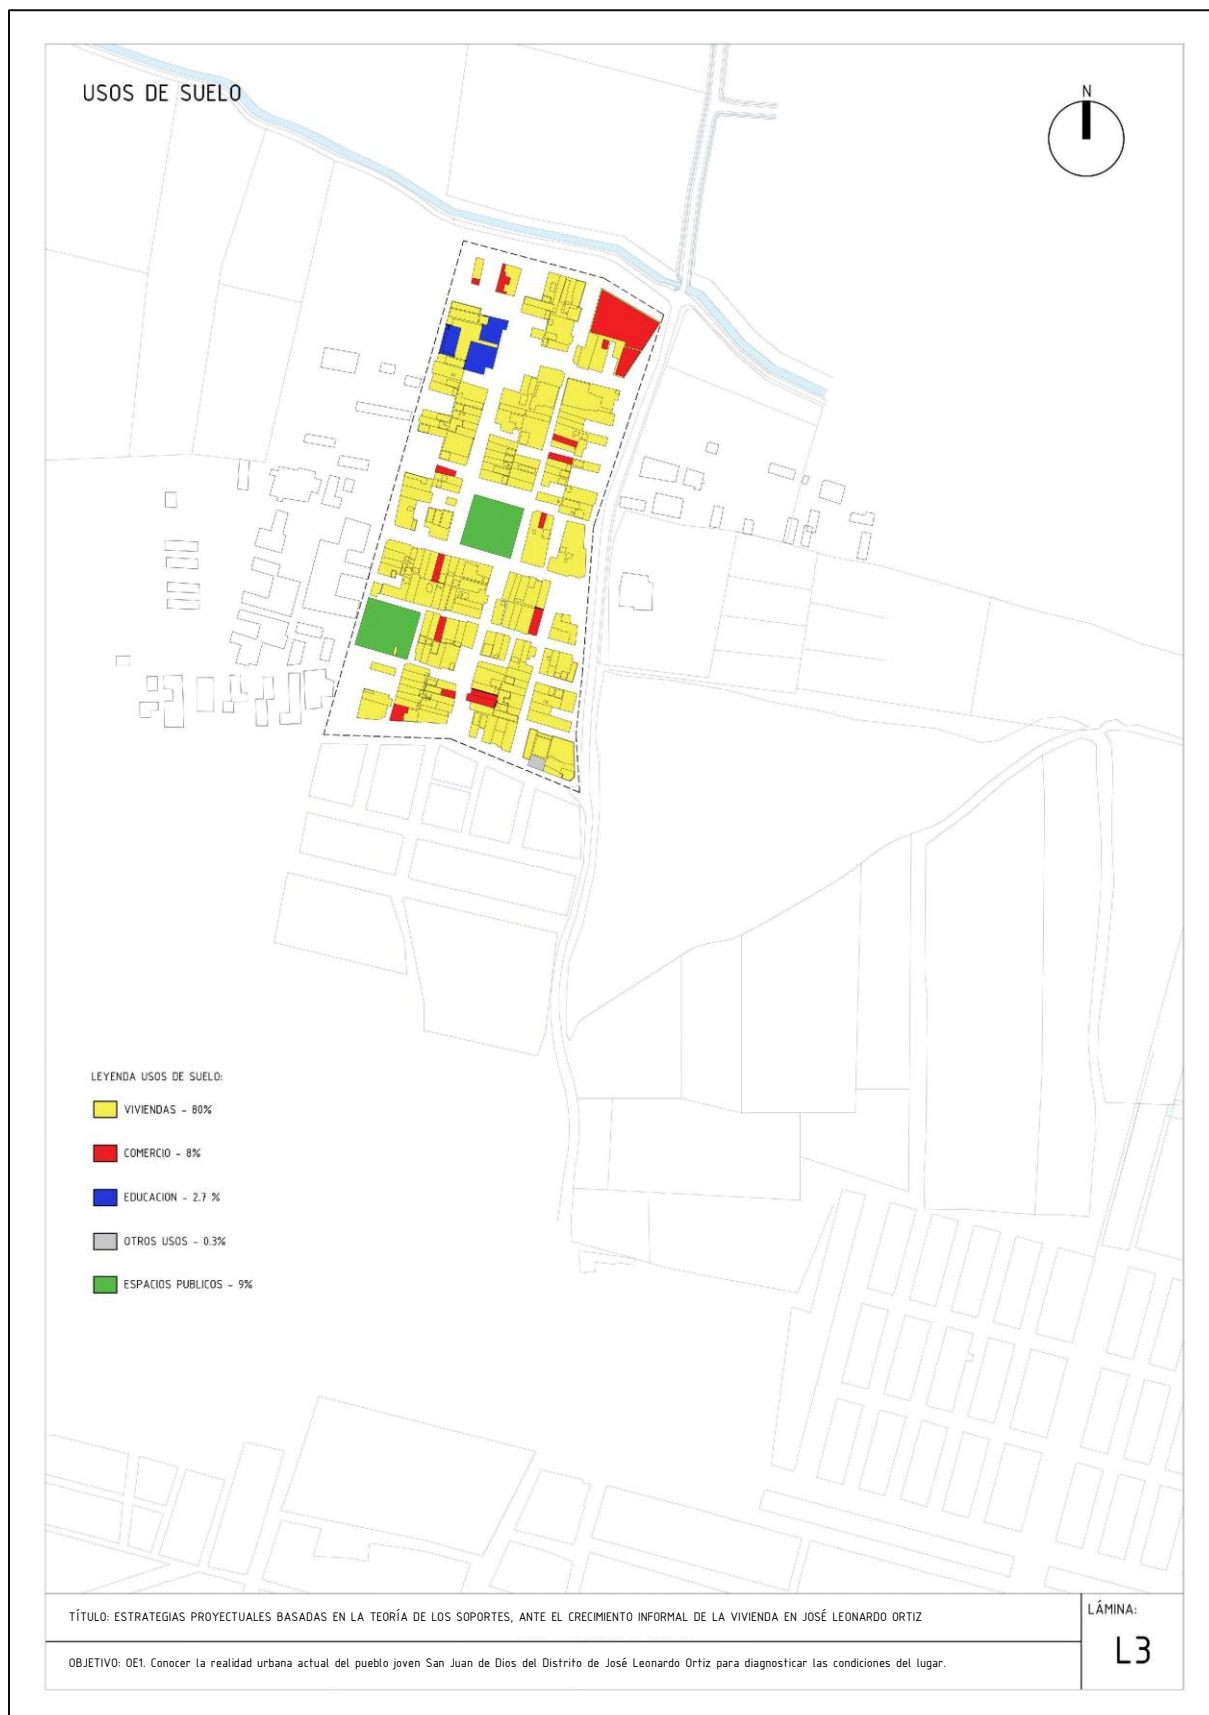 USOS DE SUELO
N
LEYENDA USOS DE SUELO:
VIVIENDAS - 80%
COMERCIO - 8%
EDUCACION - 2.7 %
OTROS USOS - 0.3%
ESPACIOS PUBLICOS - 9%
TÍTULO: ESTRATEGIAS PROYECTUALES BASADAS EN LA TEORÍA DE LOS SOPORTES, ANTE EL CRECIMIENTO INFORMAL DE LA VIVIENDA EN JOSÉ LEONARDO ORTIZ
OBJETIVO: OE1. Conocer la realidad urbana actual del pueblo joven San Juan de Dios del Distrito de José Leonardo Ortiz para diagnosticar las condiciones del lugar.
LÁMINA:
L3